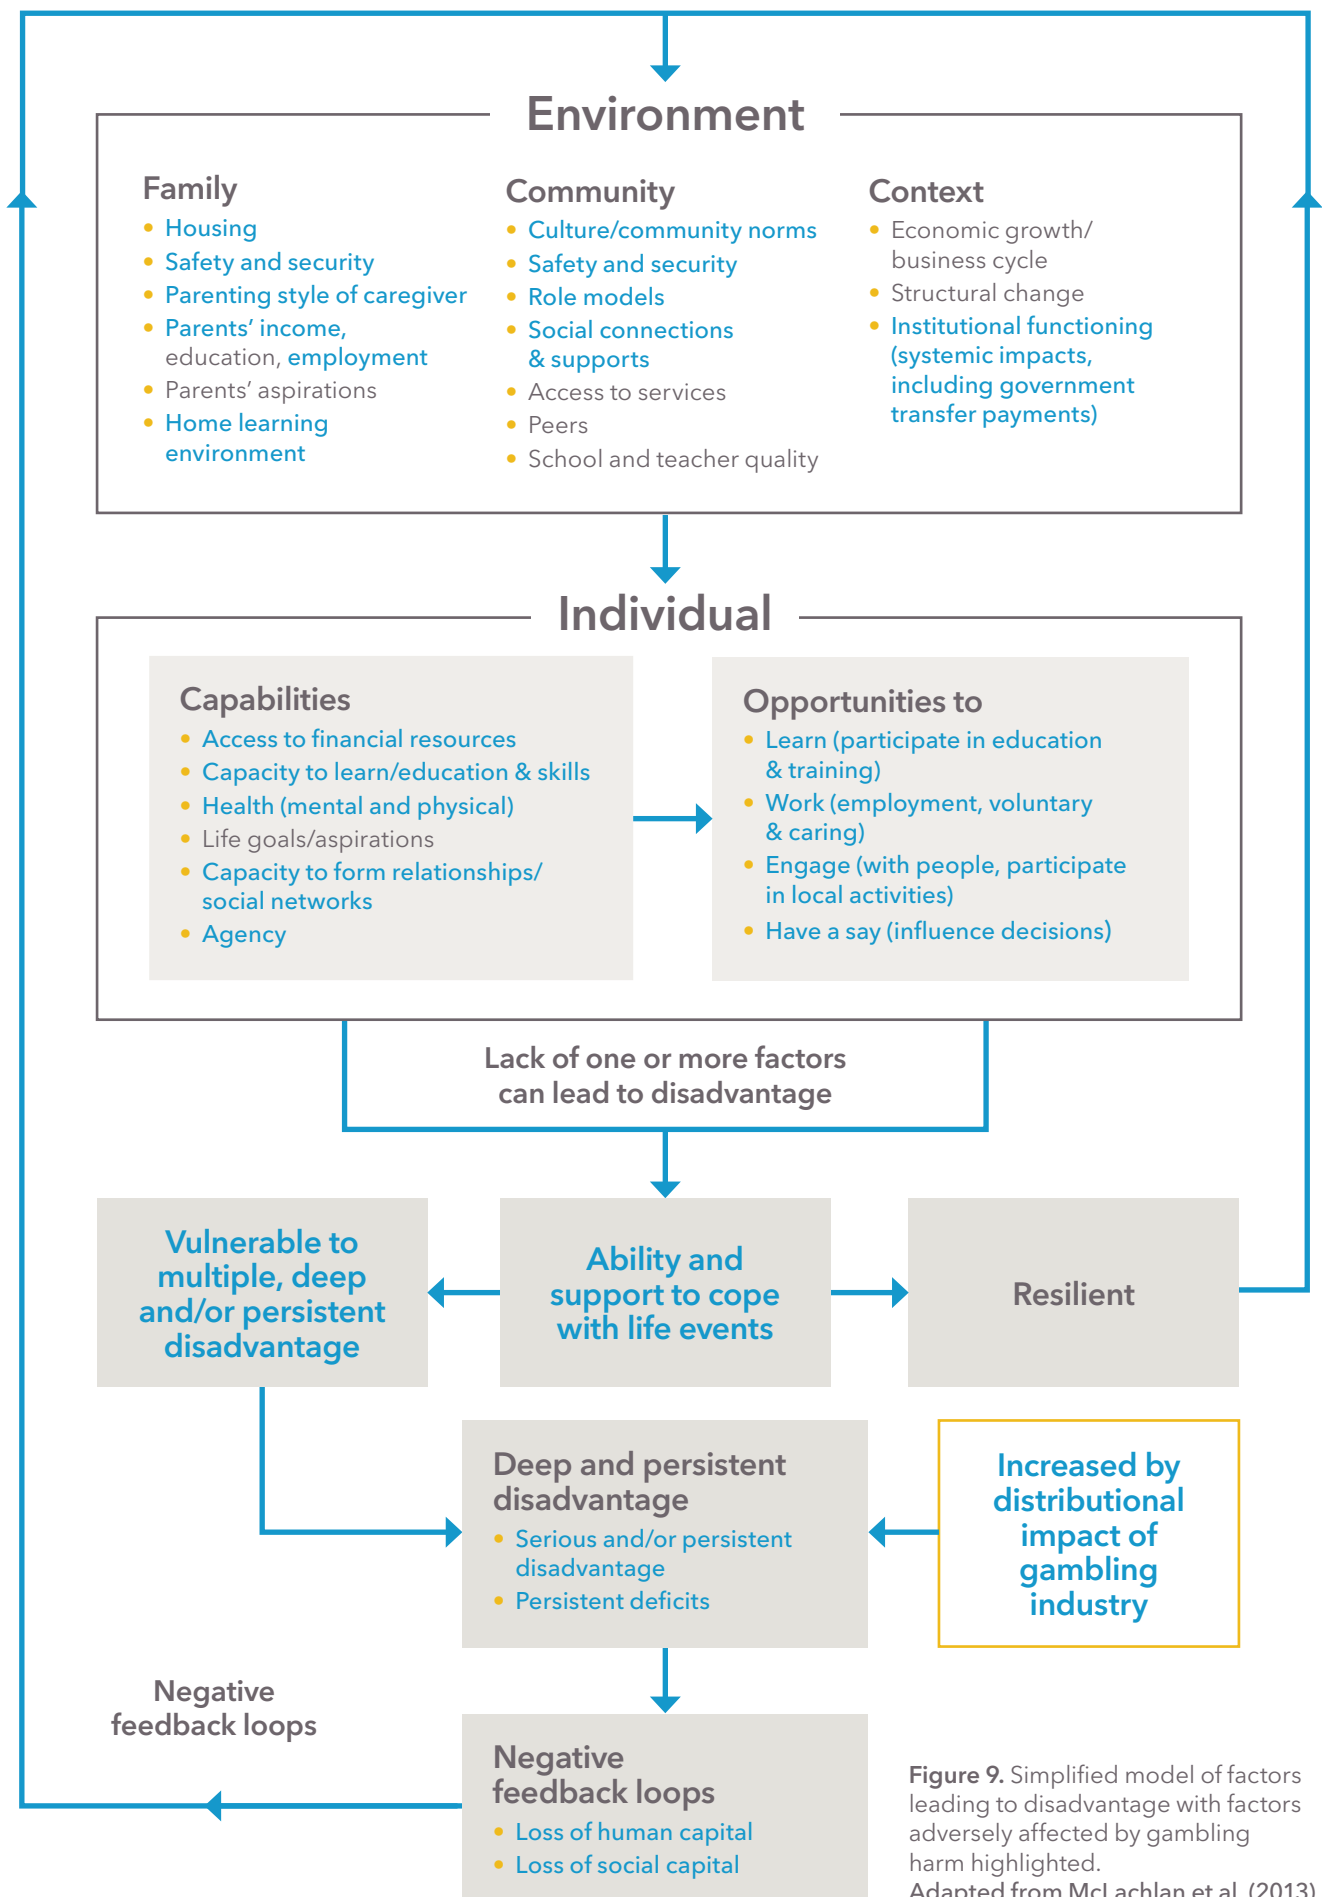 Environment
Family
• Housing
• Safety and security
• Parenting style of caregiver
• Parents’ income,
education, employment
• Parents’ aspirations
• Home learning
environment
Community
• Culture/community norms
• Safety and security
• Role models
• Social connections
& supports
• Access to services
• Peers
• School and teacher quality
Context
• Economic growth/
business cycle
• Structural change
• Institutional functioning
(systemic impacts,
including government
transfer payments)
Individual
Capabilities
• Access to financial resources
• Capacity to learn/education & skills
• Health (mental and physical)
• Life goals/aspirations
• Capacity to form relationships/
social networks
• Agency
Opportunities to
• Learn (participate in education
& training)
• Work (employment, voluntary
& caring)
• Engage (with people, participate
in local activities)
• Have a say (influence decisions)
Lack of one or more factors
can lead to disadvantage
Vulnerable to
multiple, deep
and/or persistent
disadvantage
Ability and
support to cope
with life events
Resilient
Deep and persistent
disadvantage
• Serious and/or persistent
disadvantage
• Persistent deficits
Increased by
distributional
impact of
gambling
industry
Negative
feedback loops
Negative
feedback loops
• Loss of human capital
• Loss of social capital
Figure 9. Simplified model of factors
leading to disadvantage with factors
adversely affected by gambling
harm highlighted.
Adapted from McLachlan et al. (2013)